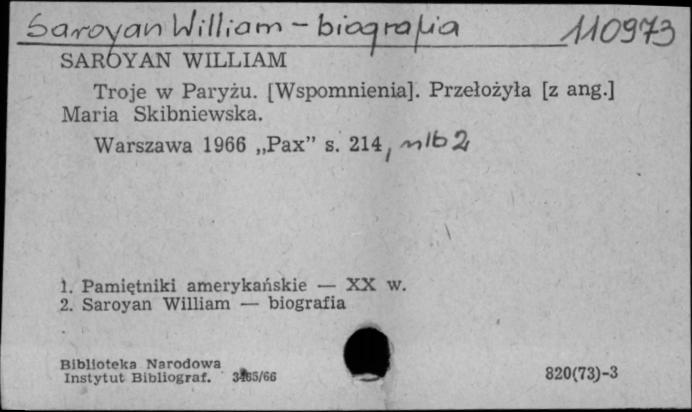 Saroyan William - biografia 110973
SAROYAN WILLIAM
Troje w Paryżu. [Wspomnienia]. Przełożyła [z ang.]
Maria Skibniewska.
Warszawa 1966 „Pax” s. 214, nlb 2
1. Pamiętniki amerykańskie — XX w.
2. Saroyan William — biografia
Biblioteka Narodowa
Instytut Bibliograf.
820(73)-3